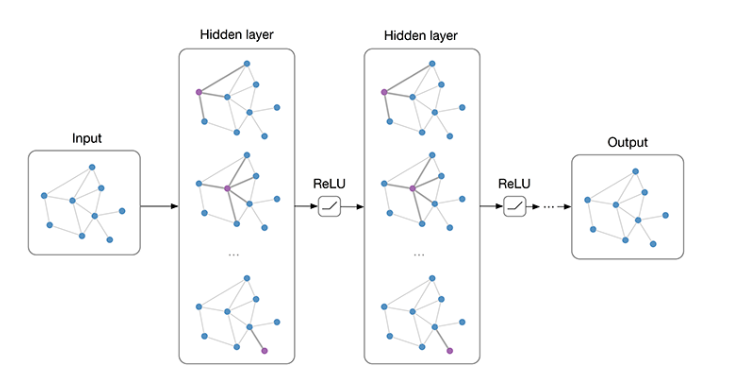 Hidden layer
Hidden layer
Input
Output
ReLU
ReLU
...
...
...